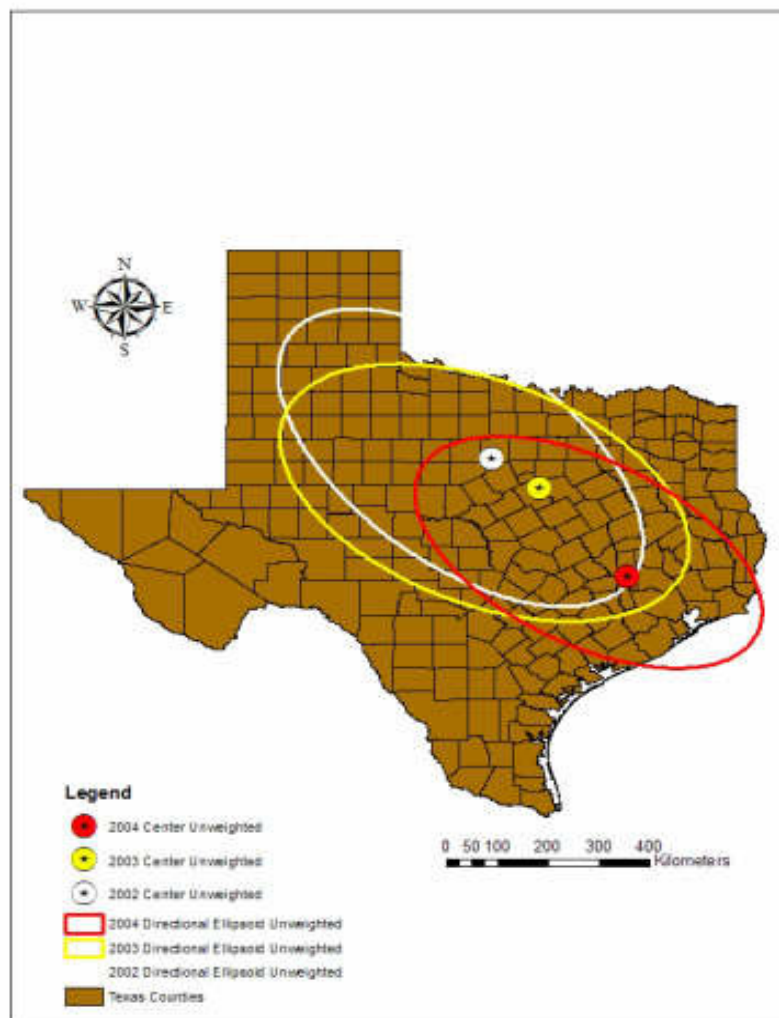 N
W E
S
Legend
2004 Center Unweighted
2003 Center Unweighted
2002 Center Unweighted
2004 Directional Ellipsoid Unweighted
2003 Directional Ellipsoid Unweighted
2002 Directional Ellipsoid Unweighted
Texas Counties
0 50 100 200 300 400
Kilometers